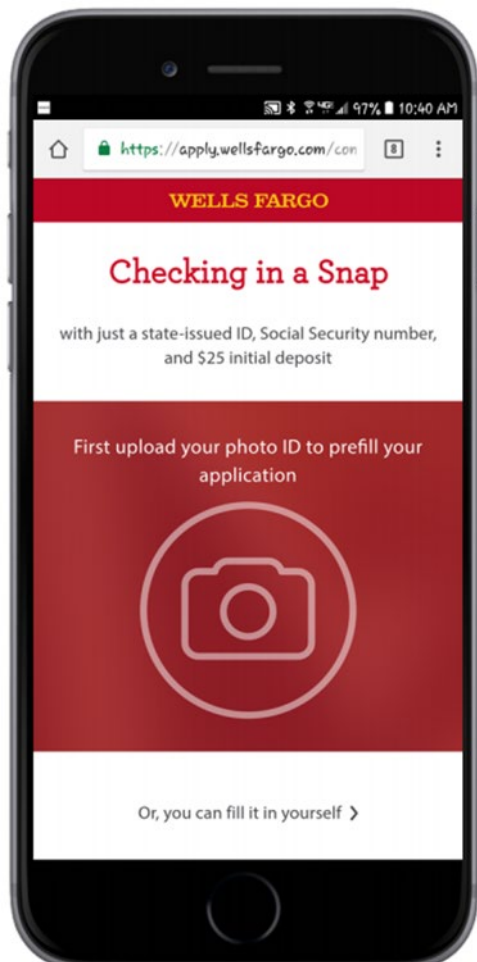 97% 10:40 AM
https://apply.wellsfargo.com/con 8
WELLS FARGO
Checking in a Snap
with just a state-issued ID, Social Security number,
and $25 initial deposit
First upload your photo ID to prefill your
application
Or, you can fill it in yourself